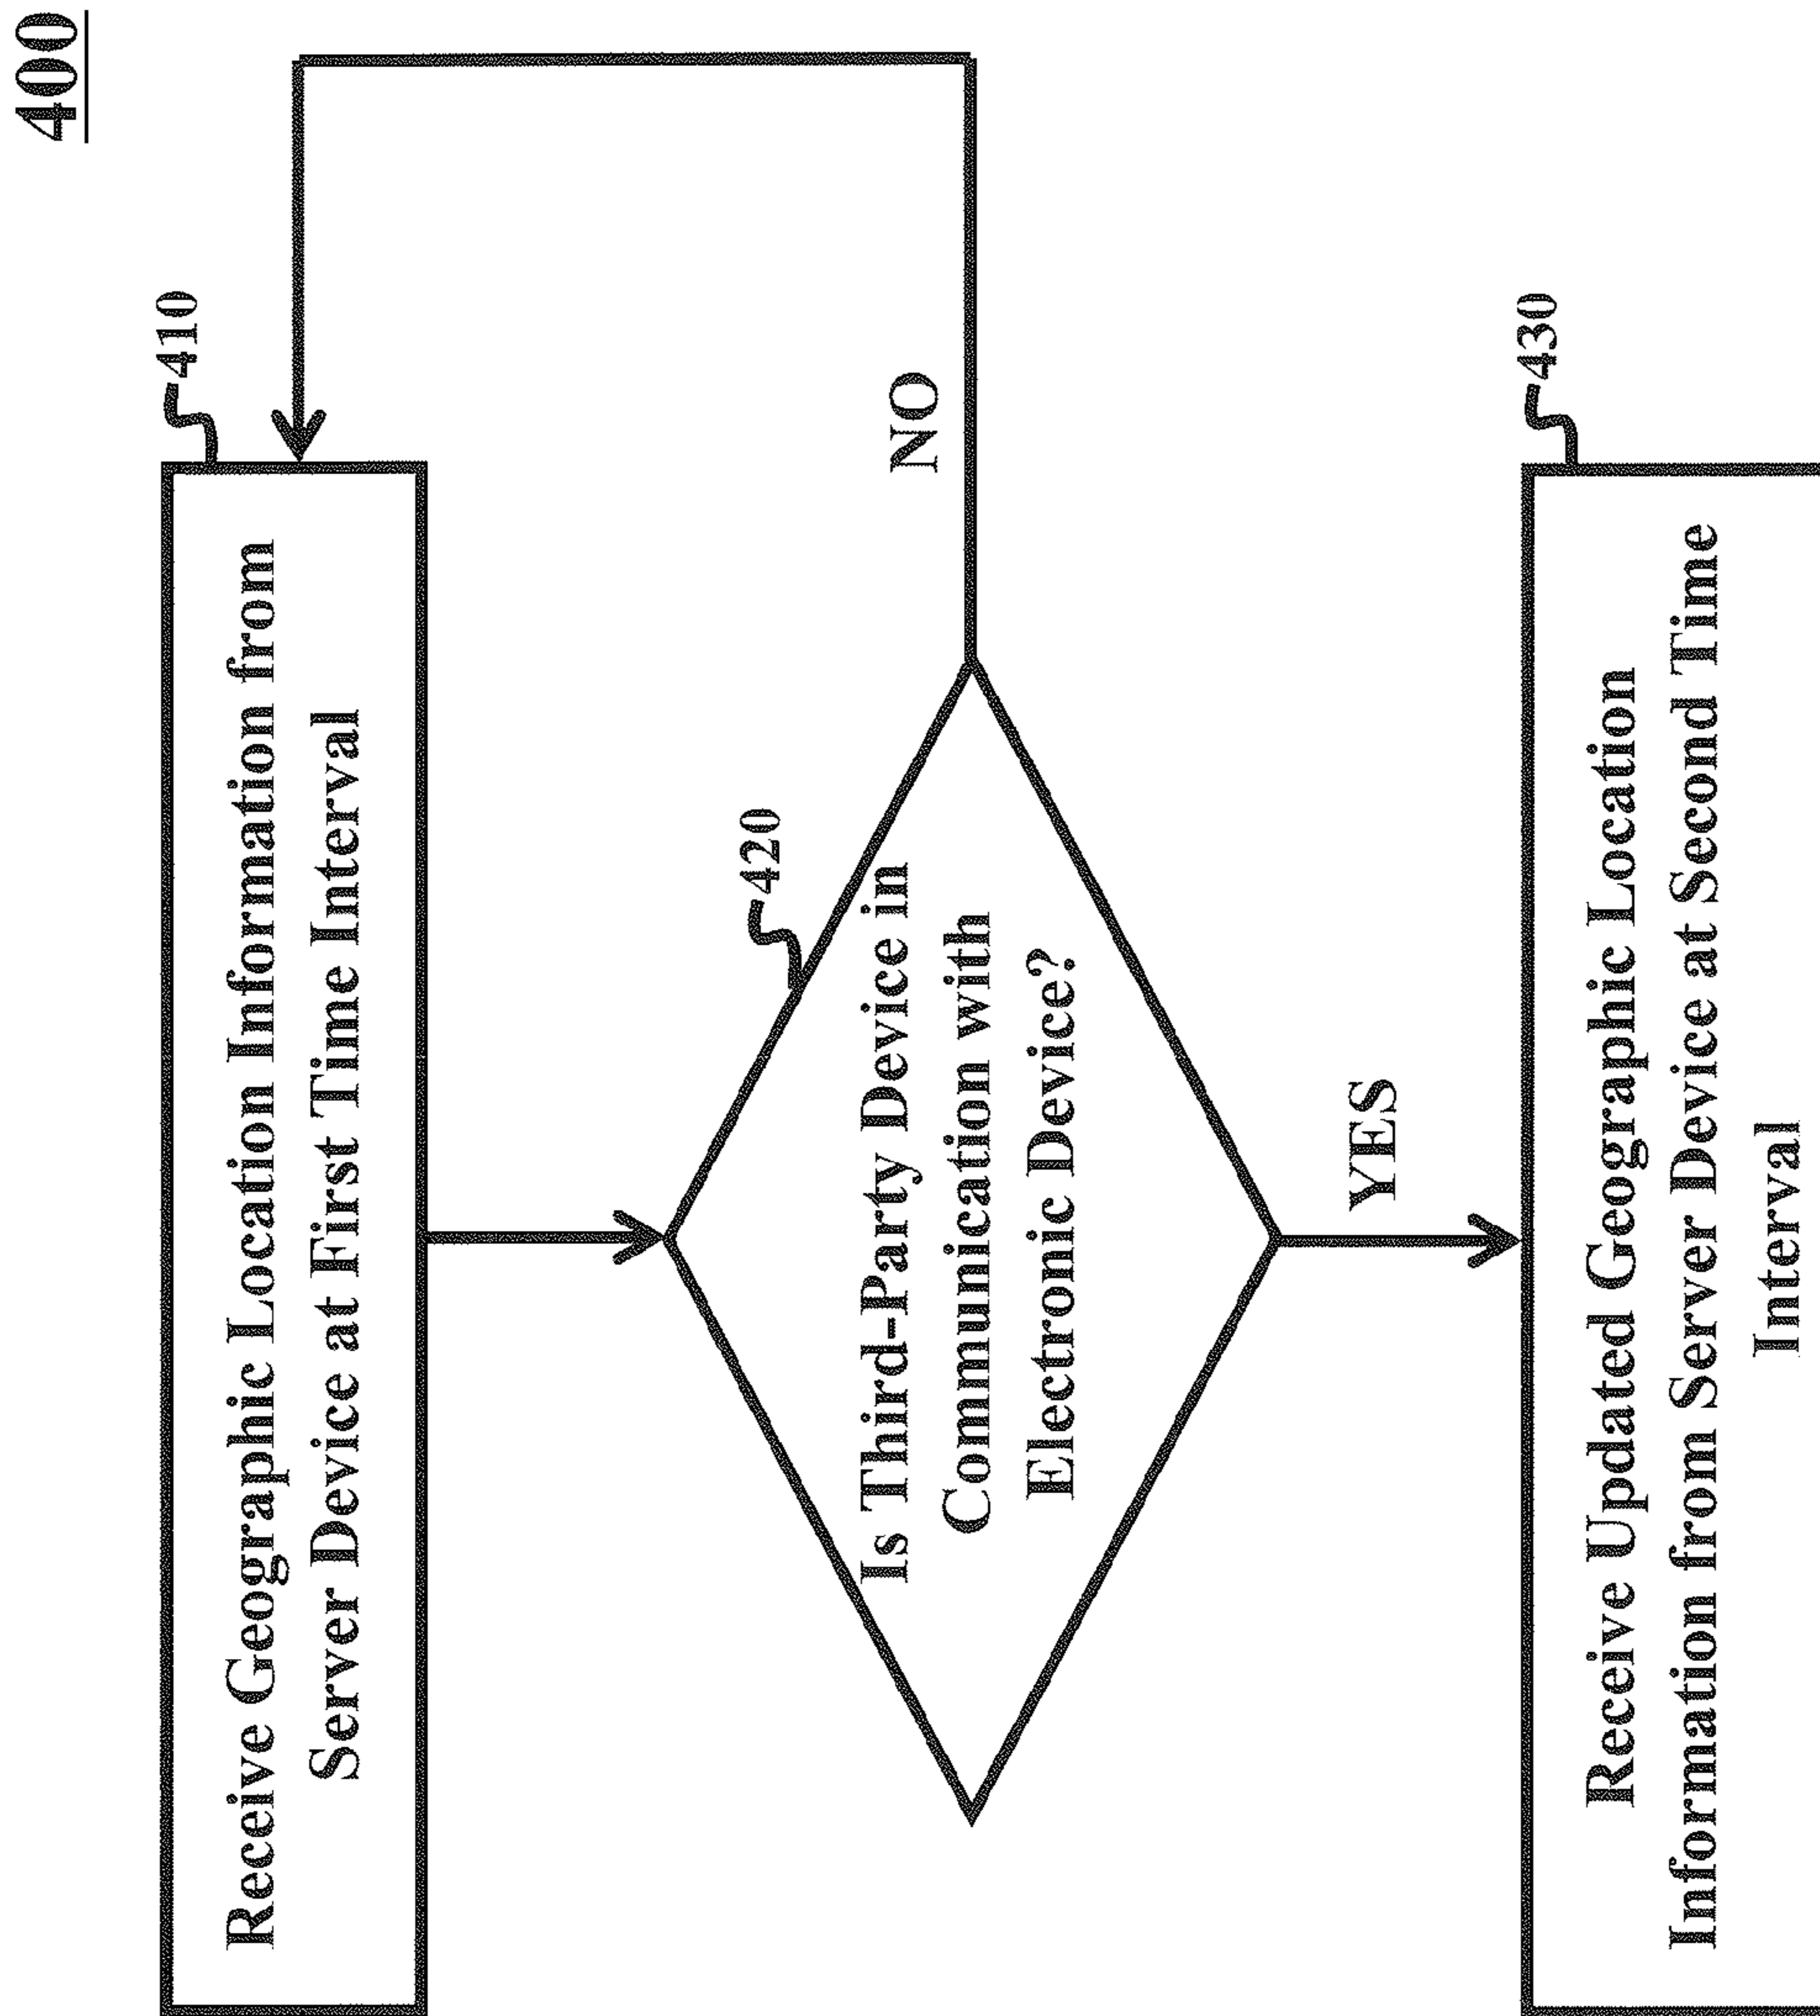 400
410
Receive Geographic Location Information from
Server Device at First Time Interval
420
Is Third-Party Device in
Communication with
Electronic Device?
NO
YES
430
Receive Updated Geographic Location
Information from Server Device at Second Time
Interval